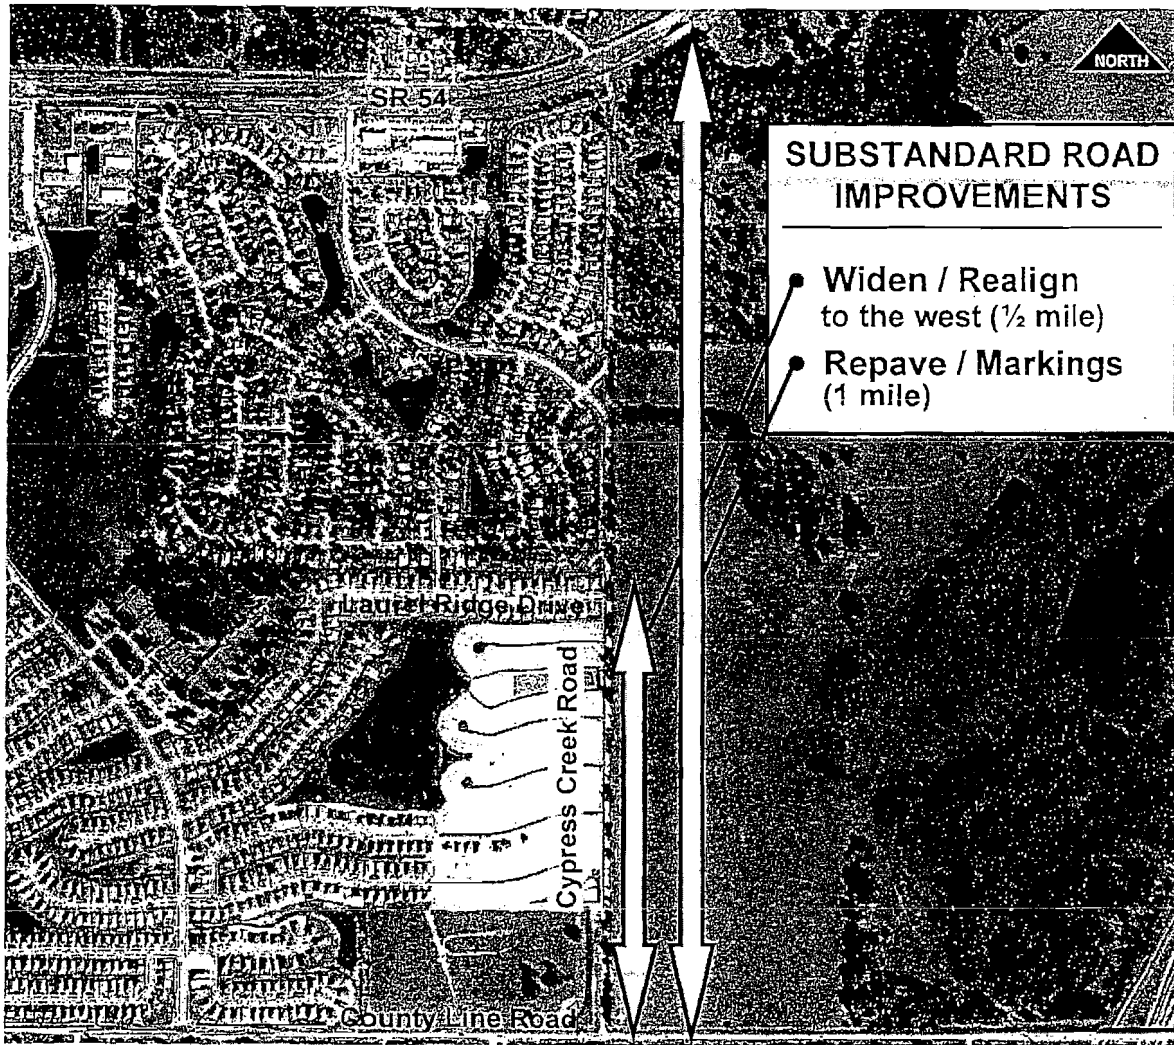 NORTH
SR 54
SUBSTANDARD ROAD
IMPROVEMENTS
• Widen / Realign
to the west (½ mile)
• Repave / Markings
(1 mile)
Laurel Ridge Drive
Cypress Creek Road
County Line Road